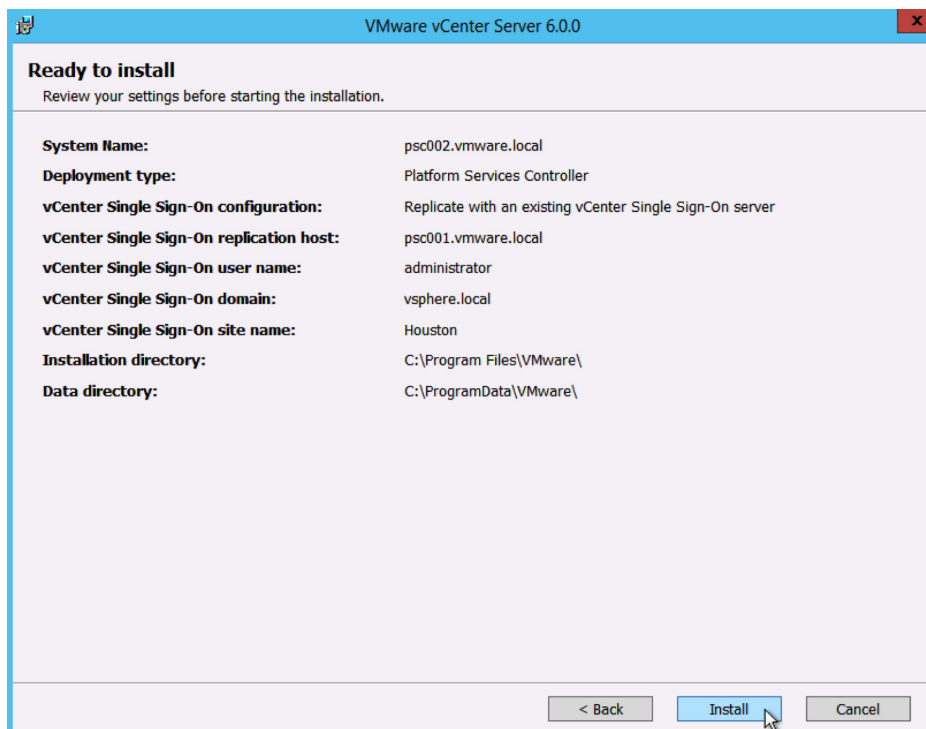 VMware vCenter Server 6.0.0
x
Ready to install
Review your settings before starting the installation.
System Name: psc002.vmware.local
Deployment type: Platform Services Controller
vCenter Single Sign-On configuration: Replicate with an existing vCenter Single Sign-On server
vCenter Single Sign-On replication host: psc001.vmware.local
vCenter Single Sign-On user name: administrator
vCenter Single Sign-On domain: vsphere.local
vCenter Single Sign-On site name: Houston
Installation directory: C:\Program Files\VMware\
Data directory: C:\ProgramData\VMware\
< Back Install Cancel